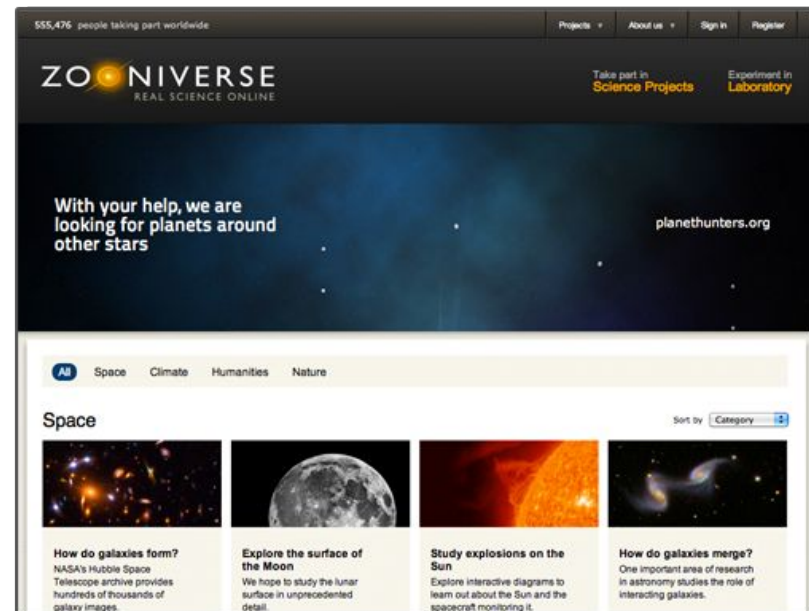 555,476 people taking part worldwide
Projects ▼ About us ▼ Sign in Register
ZOONIVERSE
REAL SCIENCE ONLINE
Take part in
Science Projects
Experiment in
Laboratory
With your help, we are
looking for planets around
other stars
planethunters.org
All Space Climate Humanities Nature
Space
Sort by Category
How do galaxies form?
NASA's Hubble Space
Telescope archive provides
hundreds of thousands of
galaxy images.
Explore the surface of
the Moon
We hope to study the lunar
surface in unprecedented
detail.
Study explosions on the
Sun
Explore interactive diagrams to
learn out about the Sun and the
spacecraft monitoring it.
How do galaxies merge?
One important area of research
in astronomy studies the role of
interacting galaxies.